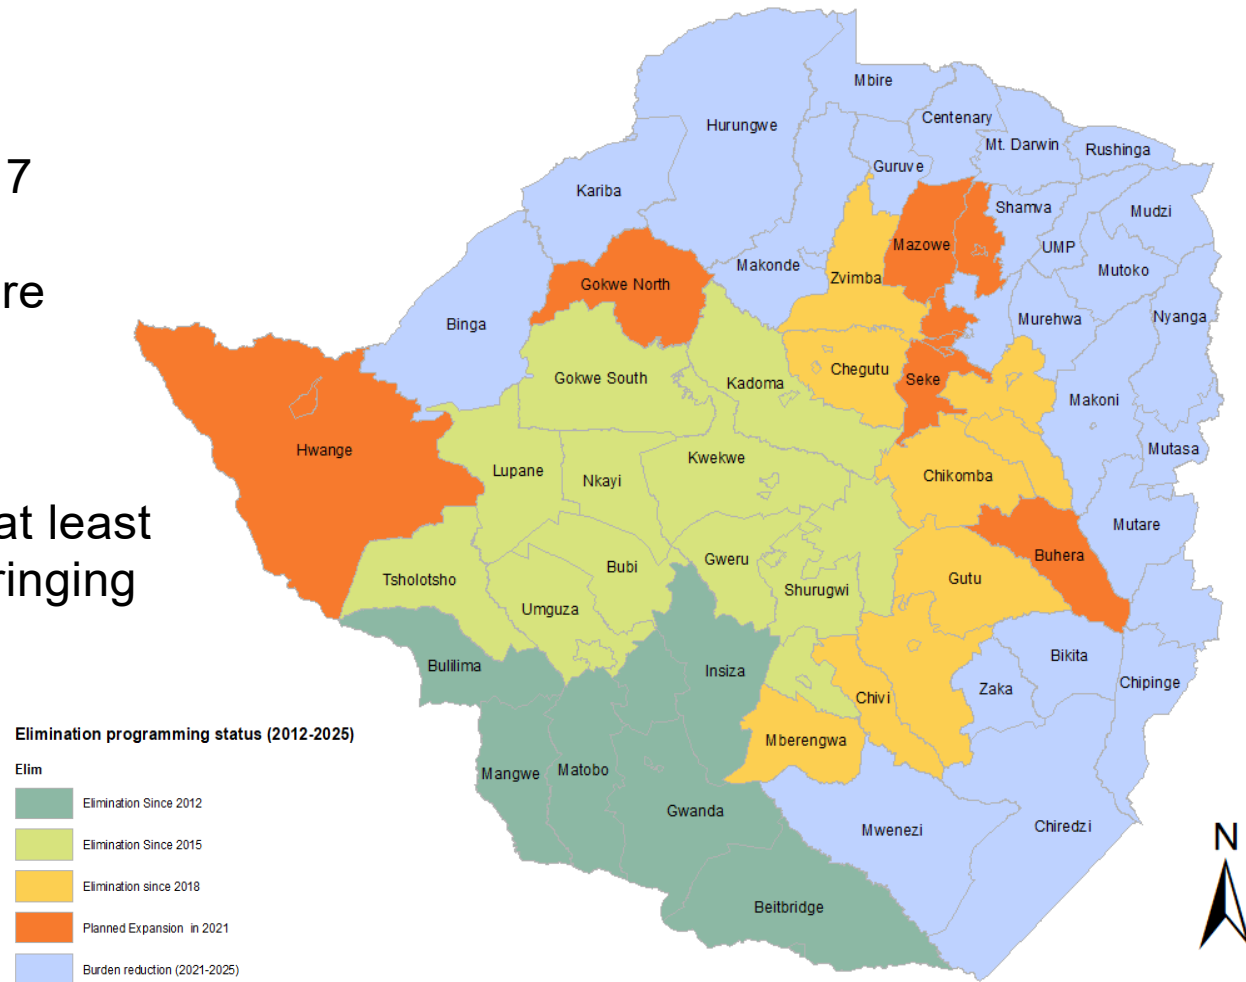 7
re
at least
ringing
Mbire
Centenary
Hurungwe
Mt. Darwin
Rushinga
Guruve
Kariba
Shamva
Mudzi
Mazowe
UMP
Makonde
Mutoko
Zvimba
Gokwe North
Binga
Murehwa
Nyanga
Chegutu
Gokwe South
Kadoma
Seke
Makoni
Hwange
Mutasa
Kwekwe
Lupane
Nkayi
Chikomba
Mutare
Buhera
Gweru
Bubi
Tsholotsho
Gutu
Shurugwi
Umguza
Bikita
Bulilima
Insiza
Chipinge
Zaka
Chivi
Mberengwa
Mangwe
Matobo
Gwanda
Mwenezi
Chiredzi
Beitbridge
N
Elimination programming status (2012-2025)
Elim
Elimination Since 2012
Elimination Since 2015
Elimination since 2018
Planned Expansion in 2021
Burden reduction (2021-2025)